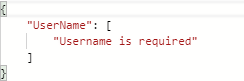 {
"UserName": [
"Username is required"
]
}